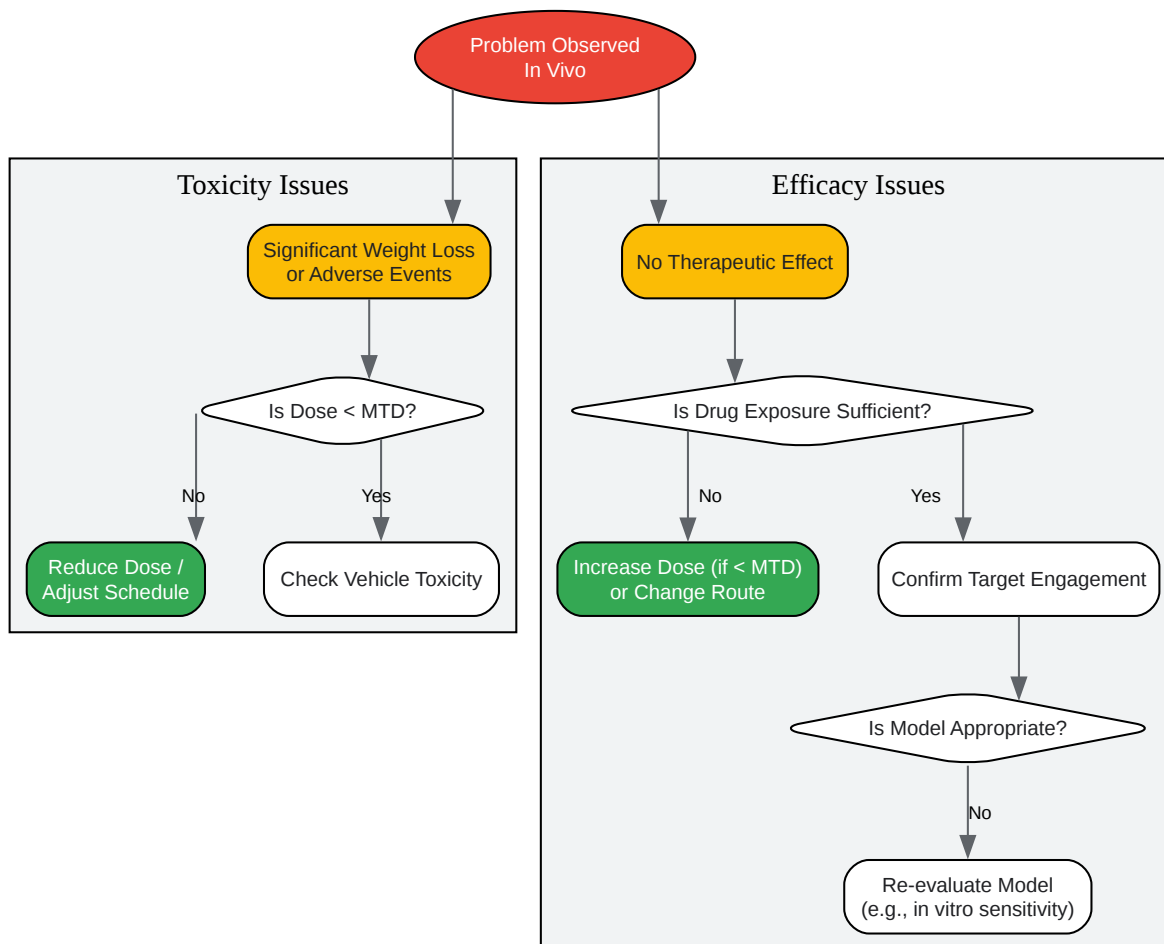 Problem Observed
In Vivo
Toxicity Issues
Significant Weight Loss
or Adverse Events
Is Dose < MTD?
No
Yes
Reduce Dose /
Adjust Schedule
Check Vehicle Toxicity
Efficacy Issues
No Therapeutic Effect
Is Drug Exposure Sufficient?
No
Yes
Increase Dose (if < MTD)
or Change Route
Confirm Target Engagement
Is Model Appropriate?
No
Re-evaluate Model
(e.g., in vitro sensitivity)